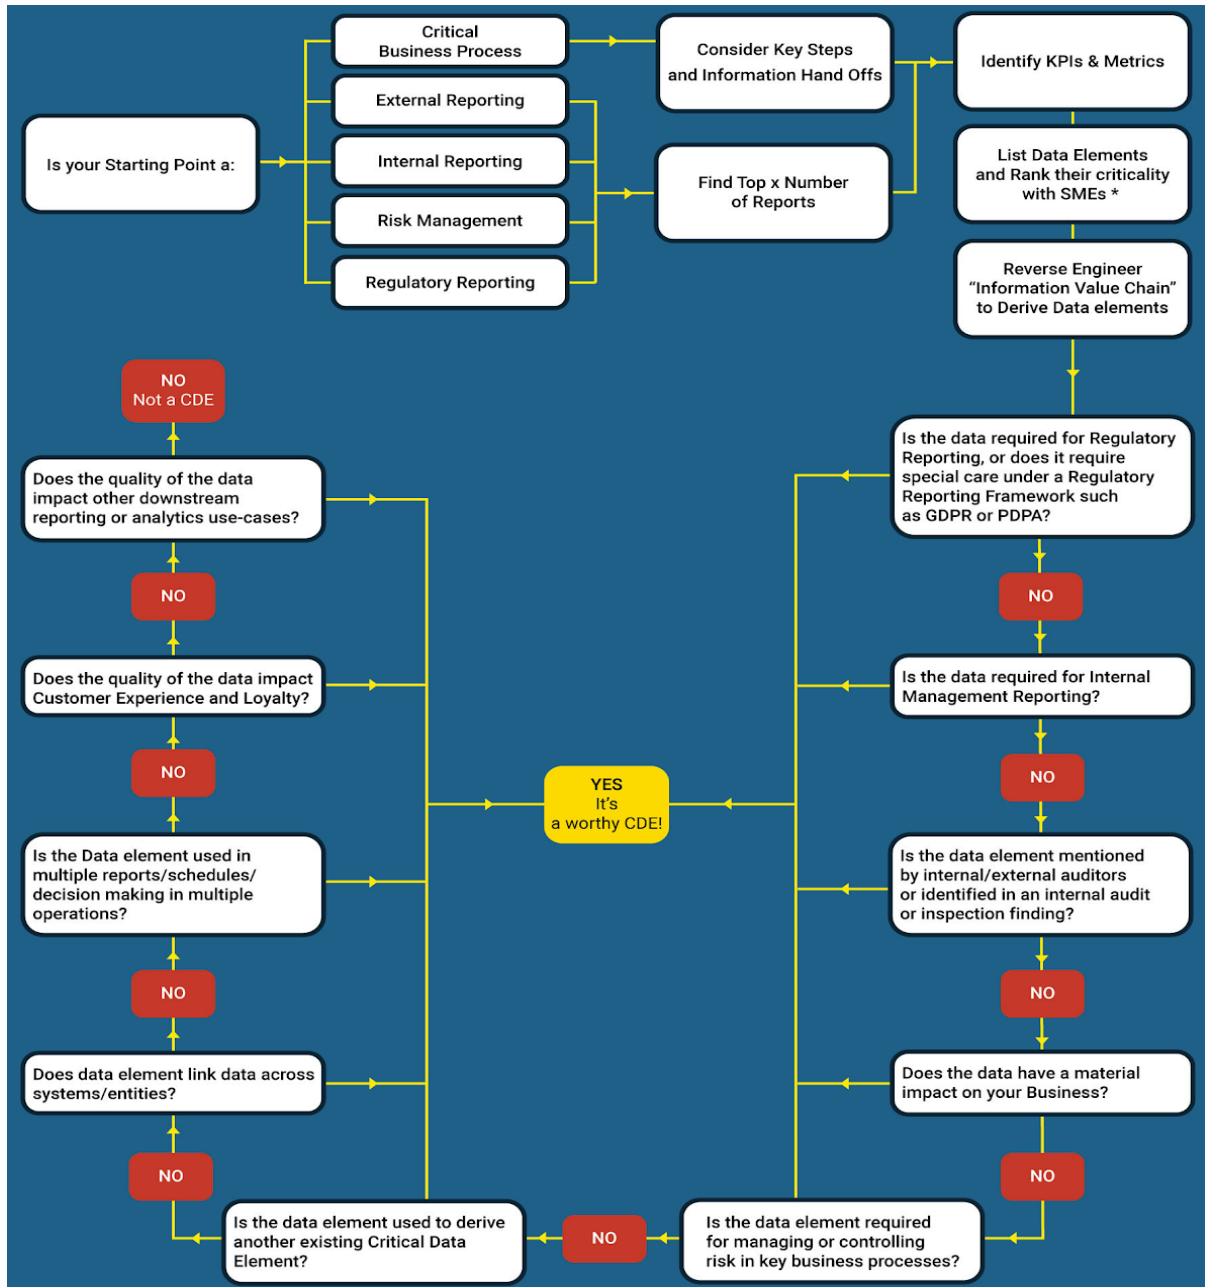 Is your Starting Point a:
Critical
Business Process
External Reporting
Internal Reporting
Risk Management
Regulatory Reporting
Consider Key Steps
and Information Hand Offs
Find Top x Number
of Reports
Identify KPIs & Metrics
List Data Elements
and Rank their criticality
with SMEs *
Reverse Engineer
“Information Value Chain”
to Derive Data elements
Is the data required for Regulatory
Reporting, or does it require
special care under a Regulatory
Reporting Framework such
as GDPR or PDPA?
NO
Is the data required for Internal
Management Reporting?
NO
Is the data element mentioned
by internal/external auditors
or identified in an internal audit
or inspection finding?
NO
Does the data have a material
impact on your Business?
NO
Is the data element required
for managing or controlling
risk in key business processes?
NO
Is the data element used to derive
another existing Critical Data
Element?
NO
Does data element link data across
systems/entities?
NO
Is the Data element used in
multiple reports/schedules/
decision making in multiple
operations?
NO
Does the quality of the data impact
Customer Experience and Loyalty?
NO
Does the quality of the data
impact other downstream
reporting or analytics use-cases?
NO
Not a CDE
YES
It’s
a worthy CDE!